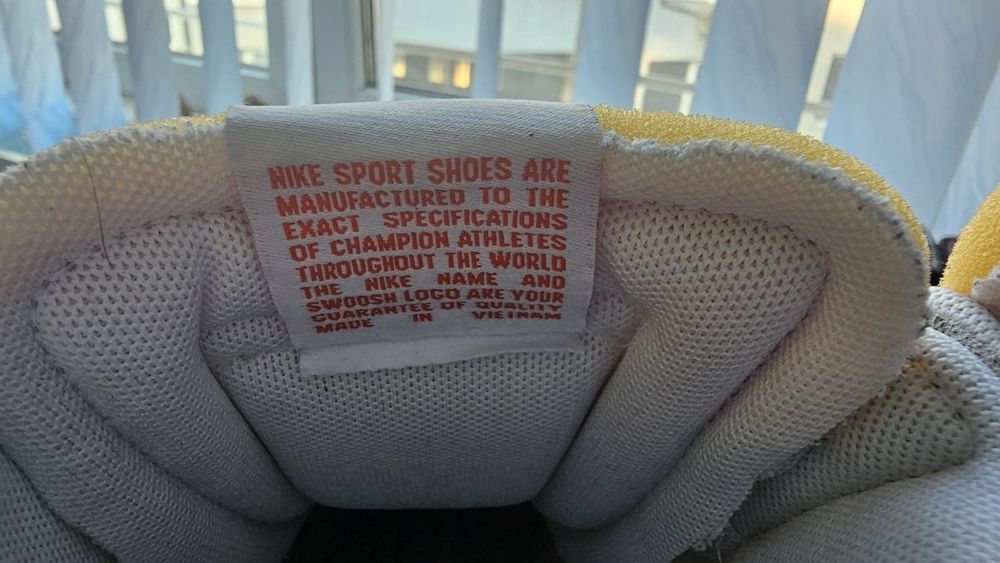 NIKE SPORT SHOES ARE
MANUFACTURED TO THE
EXACT SPECIFICATIONS
OF CHAMPION ATHLETES
THROUGHOUT THE WORLD
THE NIKE NAME AND
SWOOSH LOGO ARE YOUR
GUARANTEE OF QUALITY
MADE IN VIETNAM